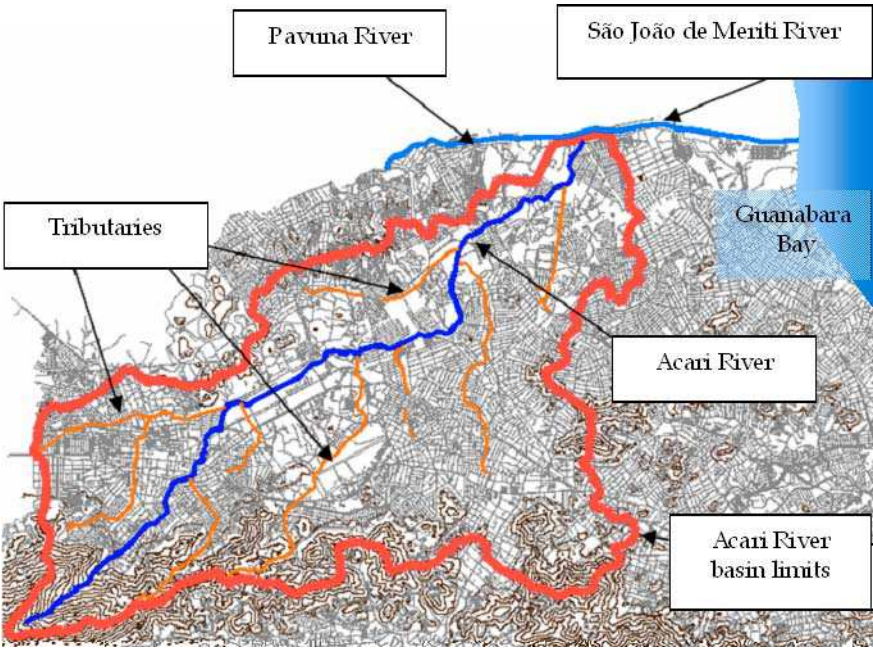 Pavuna River
São João de Meriti River
Tributaries
Guanabara
Bay
Acari River
Acari River
basin limits